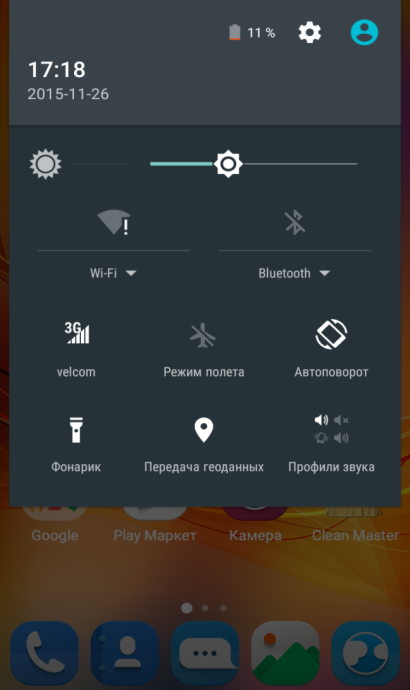 11 %
17:18
2015-11-26
Wi-Fi
Bluetooth
3G
velcom
Режим полета
Автоповорот
Фонарик
Передача геоданных
Профили звука
Google
Play Маркет
Камера
Clean Master